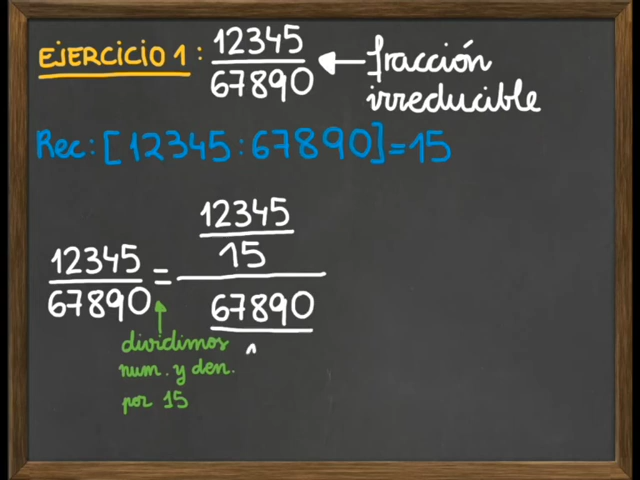 EJERCICIO 1: 12345
67890
fracción
irreducible
Rec: [12345:67890]=15
12345
67890
=
12345
15
67890
dividimos
num. y den.
por 15